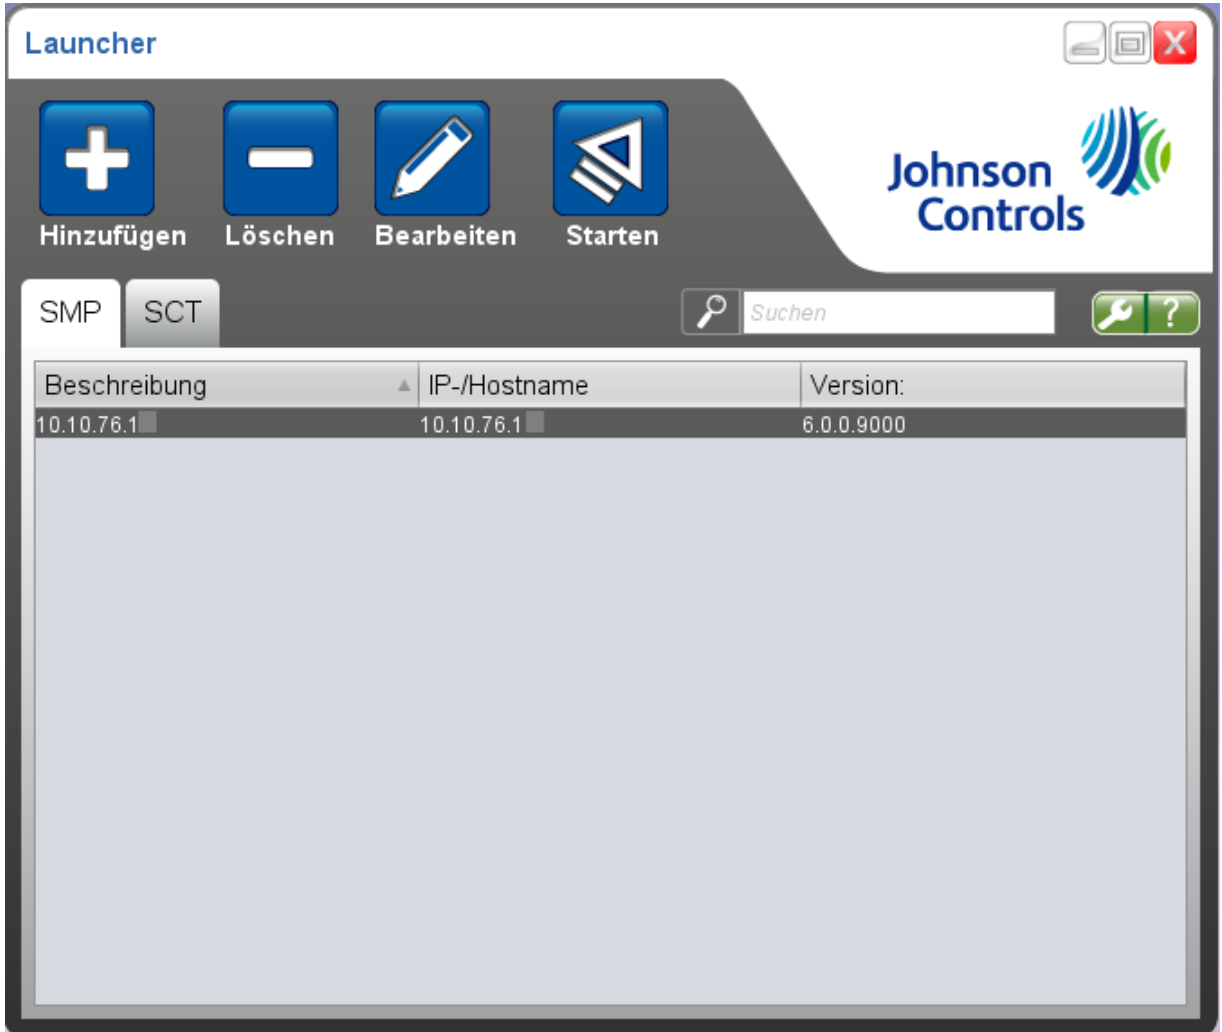 Launcher
Hinzufügen Löschen Bearbeiten Starten
Johnson
Controls
SMP SCT Suchen ?
Beschreibung IP-/Hostname Version:
10.10.76.1 10.10.76.1 6.0.0.9000